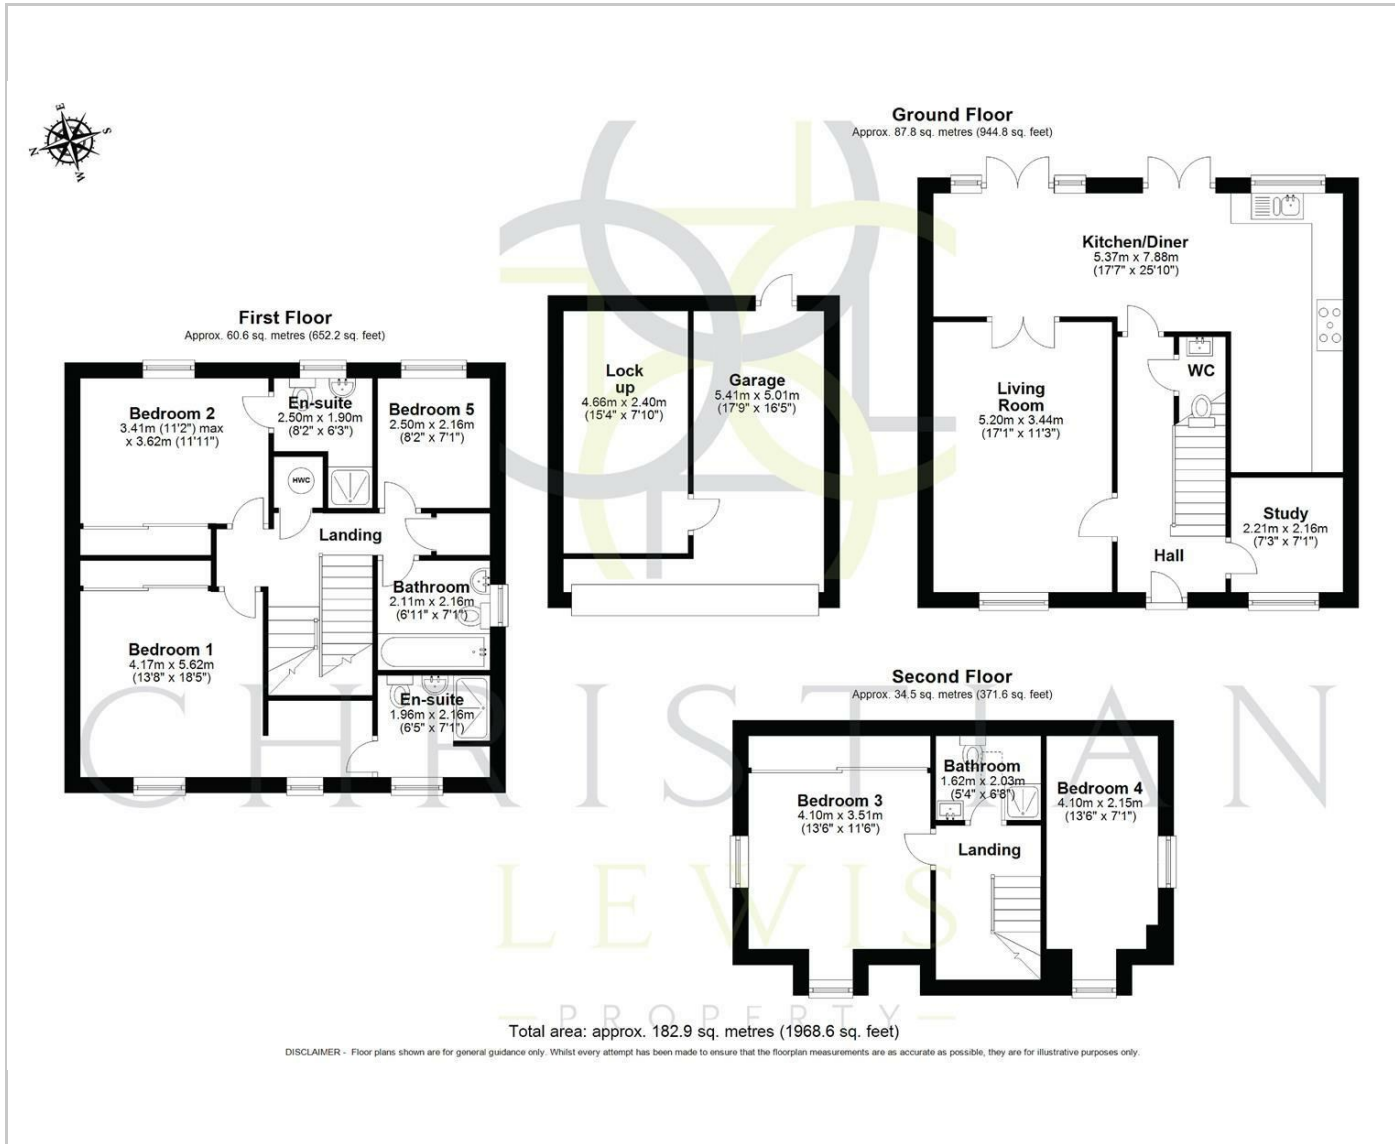 E
S
N
W
Ground Floor
Approx. 87.8 sq. metres (944.8 sq. feet)
Kitchen/Diner
5.37m x 7.88m
(17'7" x 25'10")
Living
Room
5.20m x 3.44m
(17'1" x 11'3")
WC
Study
2.21m x 2.16m
(7'3" x 7'1")
Hall
First Floor
Approx. 60.6 sq. metres (652.2 sq. feet)
Bedroom 2
3.41m (11'2") max
x 3.62m (11'11")
En-suite
2.50m x 1.90m
(8'2" x 6'3")
Bedroom 5
2.50m x 2.16m
(8'2" x 7'1")
HWC
Landing
Bathroom
2.11m x 2.16m
(6'11" x 7'1")
Bedroom 1
4.17m x 5.62m
(13'8" x 18'5")
En-suite
1.96m x 2.16m
(6'5" x 7'1")
Lock
up
4.66m x 2.40m
(15'4" x 7'10")
Garage
5.41m x 5.01m
(17'9" x 16'5")
Second Floor
Approx. 34.5 sq. metres (371.6 sq. feet)
Bedroom 3
4.10m x 3.51m
(13'6" x 11'6")
Bathroom
1.62m x 2.03m
(5'4" x 6'8")
Bedroom 4
4.10m x 2.15m
(13'6" x 7'1")
Landing
CHRISTIAN
LEWIS
PROPERTY
Total area: approx. 182.9 sq. metres (1968.6 sq. feet)
DISCLAIMER - Floor plans shown are for general guidance only. Whilst every attempt has been made to ensure that the floorplan measurements are as accurate as possible, they are for illustrative purposes only.